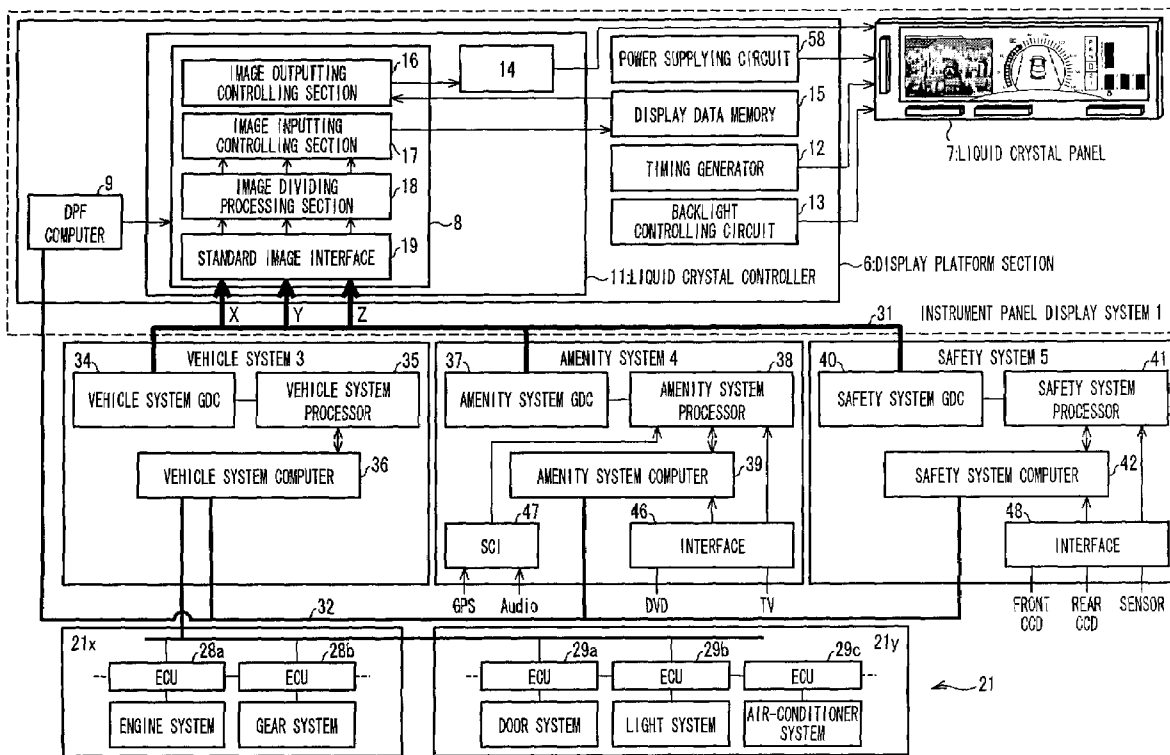 16
IMAGE OUTPUTTING
CONTROLLING SECTION
14
POWER SUPPLYING CIRCUIT
58
IMAGE INPUTTING
CONTROLLING SECTION
17
DISPLAY DATA MEMORY
15
7:LIQUID CRYSTAL PANEL
9
DPF
COMPUTER
IMAGE DIVIDING
PROCESSING SECTION
18
8
TIMING GENERATOR
12
STANDARD IMAGE INTERFACE
19
BACKLIGHT
CONTROLLING CIRCUIT
13
11:LIQUID CRYSTAL CONTROLLER
6:DISPLAY PLATFORM SECTION
X
Y
Z
31
INSTRUMENT PANEL DISPLAY SYSTEM 1
VEHICLE SYSTEM 3
34
VEHICLE SYSTEM GDC
35
VEHICLE SYSTEM
PROCESSOR
VEHICLE SYSTEM COMPUTER
36
AMENITY SYSTEM 4
37
AMENITY SYSTEM GDC
38
AMENITY SYSTEM
PROCESSOR
AMENITY SYSTEM COMPUTER
39
47
SCI
46
INTERFACE
GPS
Audio
DVD
TV
SAFETY SYSTEM 5
40
SAFETY SYSTEM GDC
41
SAFETY SYSTEM
PROCESSOR
SAFETY SYSTEM COMPUTER
42
48
INTERFACE
FRONT
CCD
REAR
CCD
SENSOR
32
21x
28a
ECU
28b
ECU
ENGINE SYSTEM
GEAR SYSTEM
21y
29a
ECU
29b
ECU
29c
ECU
DOOR SYSTEM
LIGHT SYSTEM
AIR-CONDITIONER
SYSTEM
21